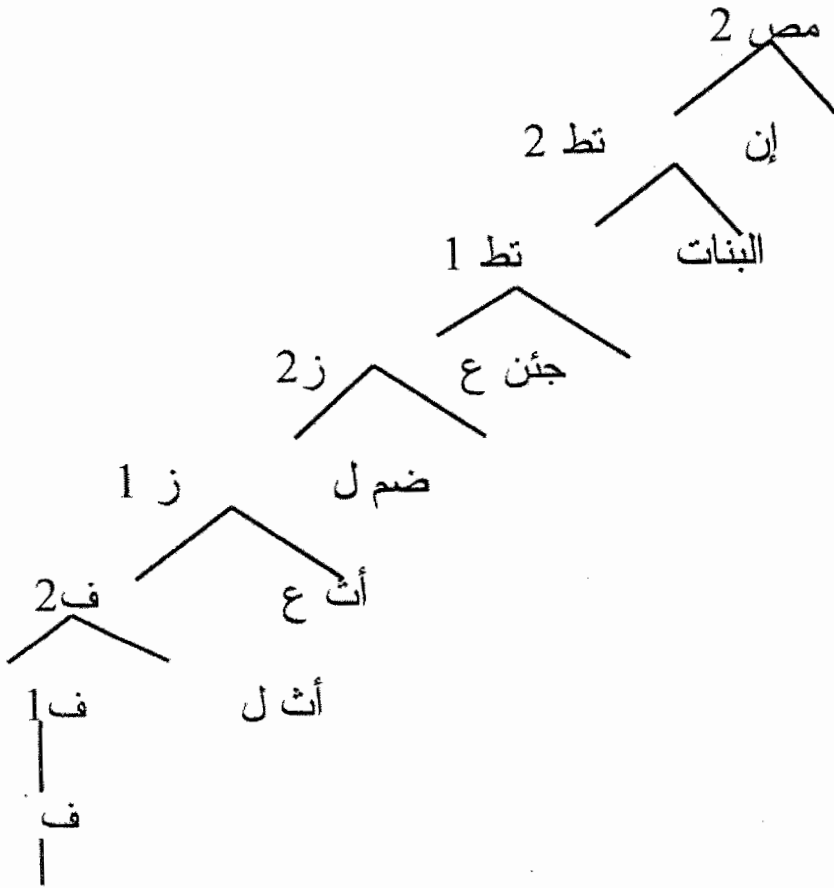 مص 2
إن تط 2
البنات تط 1
جئن ع ز2
ضم ل ز 1
أث ع ف2
أث ل ف1
ف